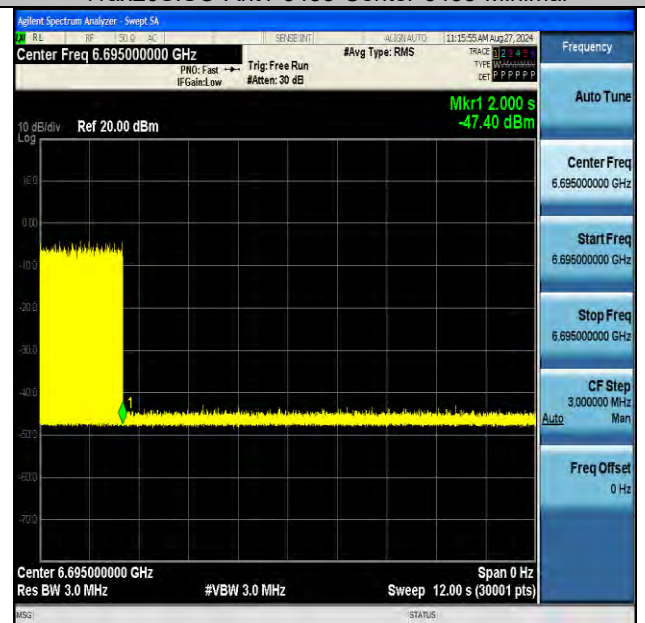 Agilent Spectrum Analyzer - Swept SA
RL RF 50 Ω AC SENSE:INT ALIGN AUTO 11:15:55 AM Aug 27, 2024
Center Freq 6.695000000 GHz #Avg Type: RMS TRACE 1 2 3 4 5 6
PNO: Fast Trig: Free Run TYPE
IFGain:Low #Atten: 30 dB DET P P P P P P
Mkr1 2.000 s
-47.40 dBm
10 dB/div Ref 20.00 dBm
Log
10.0
0.00
-10.0
-20.0
-30.0
-40.0
-50.0
-60.0
-70.0
1
Center 6.695000000 GHz Span 0 Hz
Res BW 3.0 MHz #VBW 3.0 MHz Sweep 12.00 s (30001 pts)
MSG STATUS
Frequency
Auto Tune
Center Freq
6.695000000 GHz
Start Freq
6.695000000 GHz
Stop Freq
6.695000000 GHz
CF Step
3.000000 MHz
Auto Man
Freq Offset
0 Hz